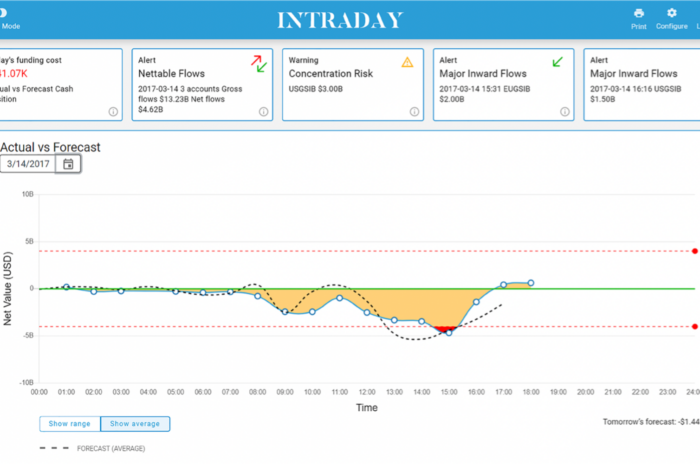 Mode
INTRADAY
Print
Configure
ay's funding cost
1.07K
ual vs Forecast Cash
ition
Alert
Nettable Flows
2017-03-14 3 accounts Gross
flows $13.23B Net flows
$4.62B
Warning
Concentration Risk
USGSIB $3.00B
Alert
Major Inward Flows
2017-03-14 15:31 EUGSIB
$2.00B
Alert
Major Inward Flows
2017-03-14 16:16 USGSIB
$1.50B
Actual vs Forecast
3/14/2017
Net Value (USD)
10B
5B
0
-5B
-10B
00:00 01:00 02:00 03:00 04:00 05:00 06:00 07:00 08:00 09:00 10:00 11:00 12:00 13:00 14:00 15:00 16:00 17:00 18:00 19:00 20:00 21:00 22:00 23:00 24:0
Time
Show range Show average
Tomorrow's forecast: -$1.44
FORECAST (AVERAGE)